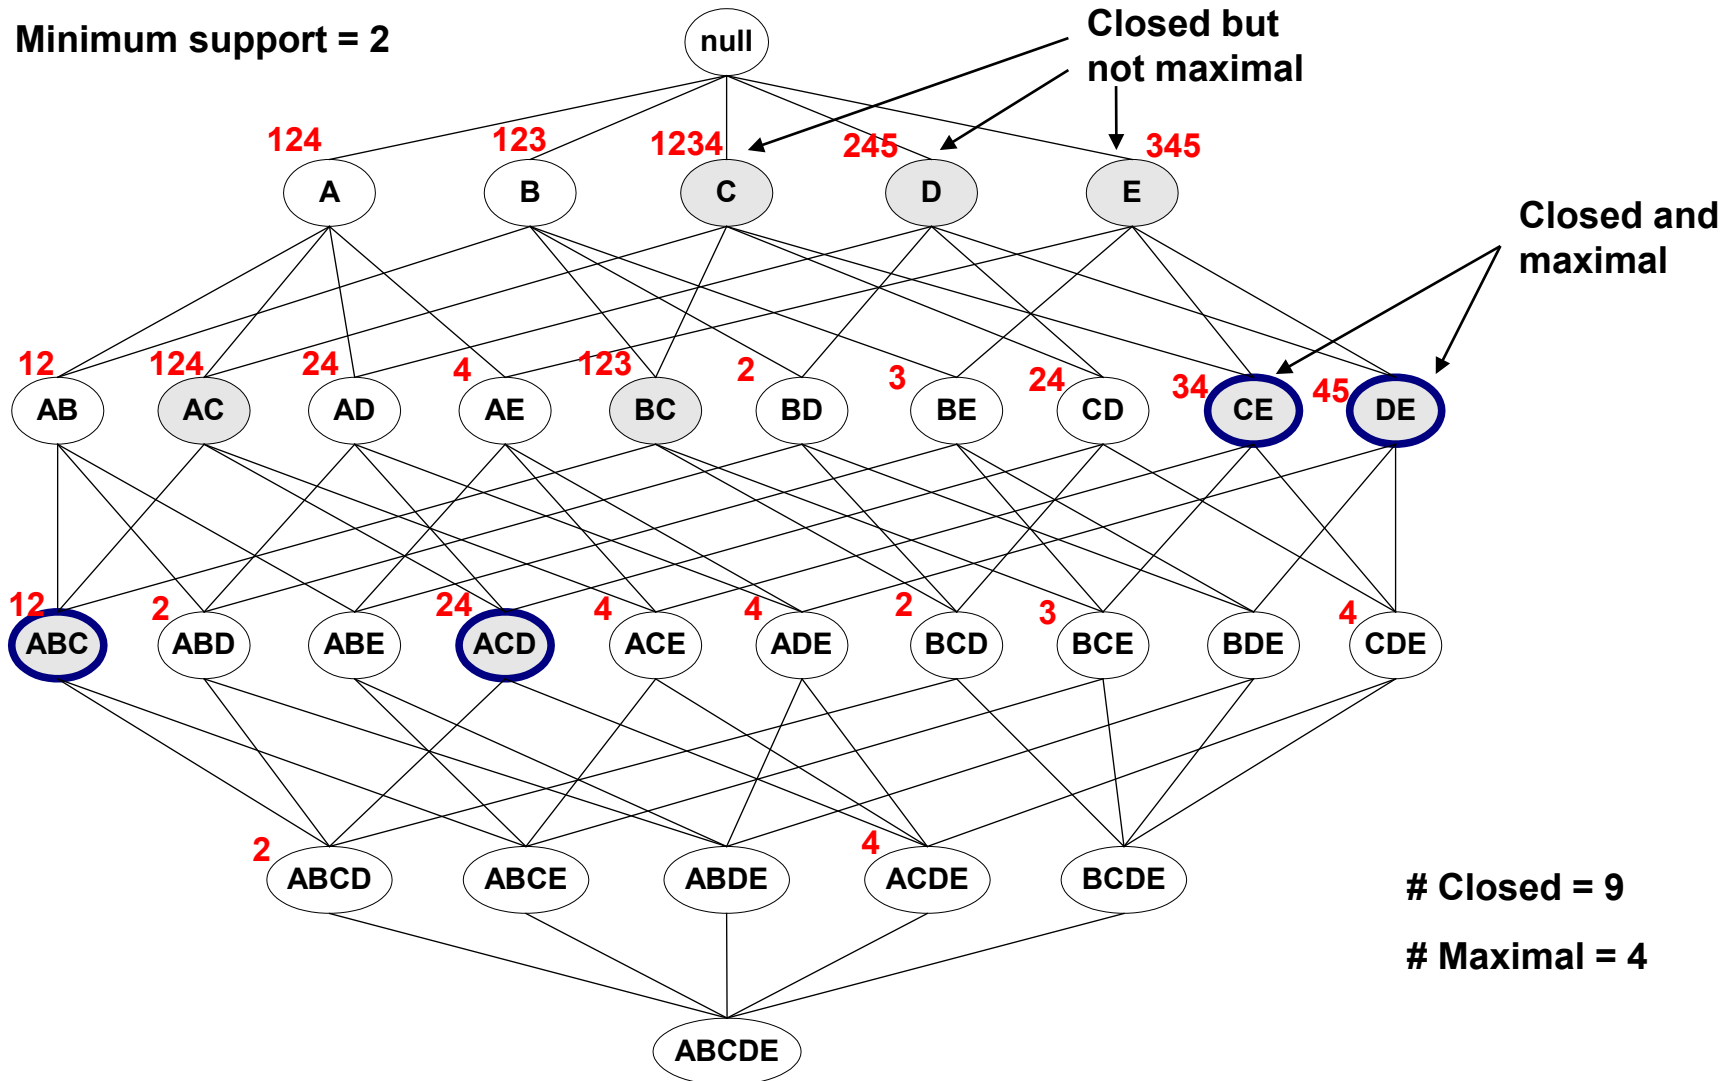 Minimum support = 2
null
Closed but
not maximal
124
123
1234
245
345
A
B
C
D
E
Closed and
maximal
12
124
24
4
123
2
3
24
34
45
AB
AC
AD
AE
BC
BD
BE
CD
CE
DE
12
2
24
4
4
2
3
4
ABC
ABD
ABE
ACD
ACE
ADE
BCD
BCE
BDE
CDE
2
4
ABCD
ABCE
ABDE
ACDE
BCDE
# Closed = 9
# Maximal = 4
ABCDE